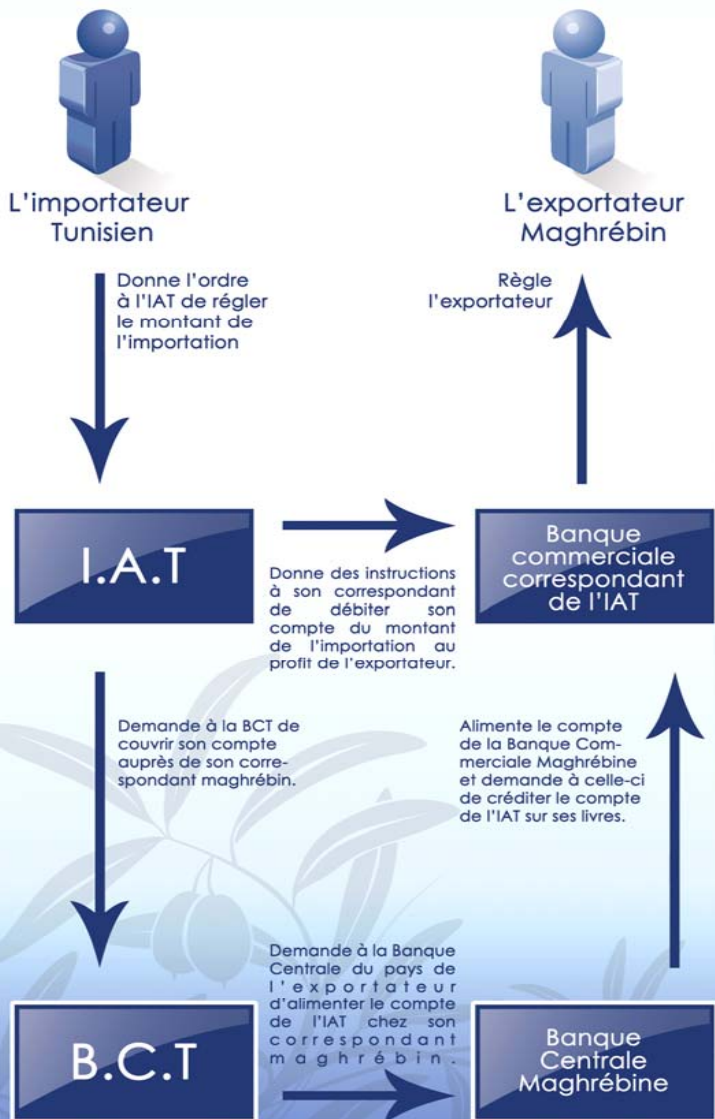 L'importateur
Tunisien
L'exportateur
Maghrébin
Donne l'ordre
à l'IAT de régler
le montant de
l'importation
Règle
l'exportateur
I.A.T
Donne des instructions
à son correspondant
de débiter son
compte du montant
de l'importation au
profit de l'exportateur.
Banque
commerciale
correspondant
de l'IAT
Demande à la BCT de
couvrir son compte
auprès de son corre-
spondant maghrébin.
Alimente le compte
de la Banque Com-
merciale Maghrébine
et demande à celle-ci
de créditer le compte
de l'IAT sur ses livres.
B.C.T
Demande à la Banque
Centrale du pays de
l'exportateur
d'alimenter le compte
de l'IAT chez son
correspondant
maghrébin.
Banque
Centrale
Maghrébine